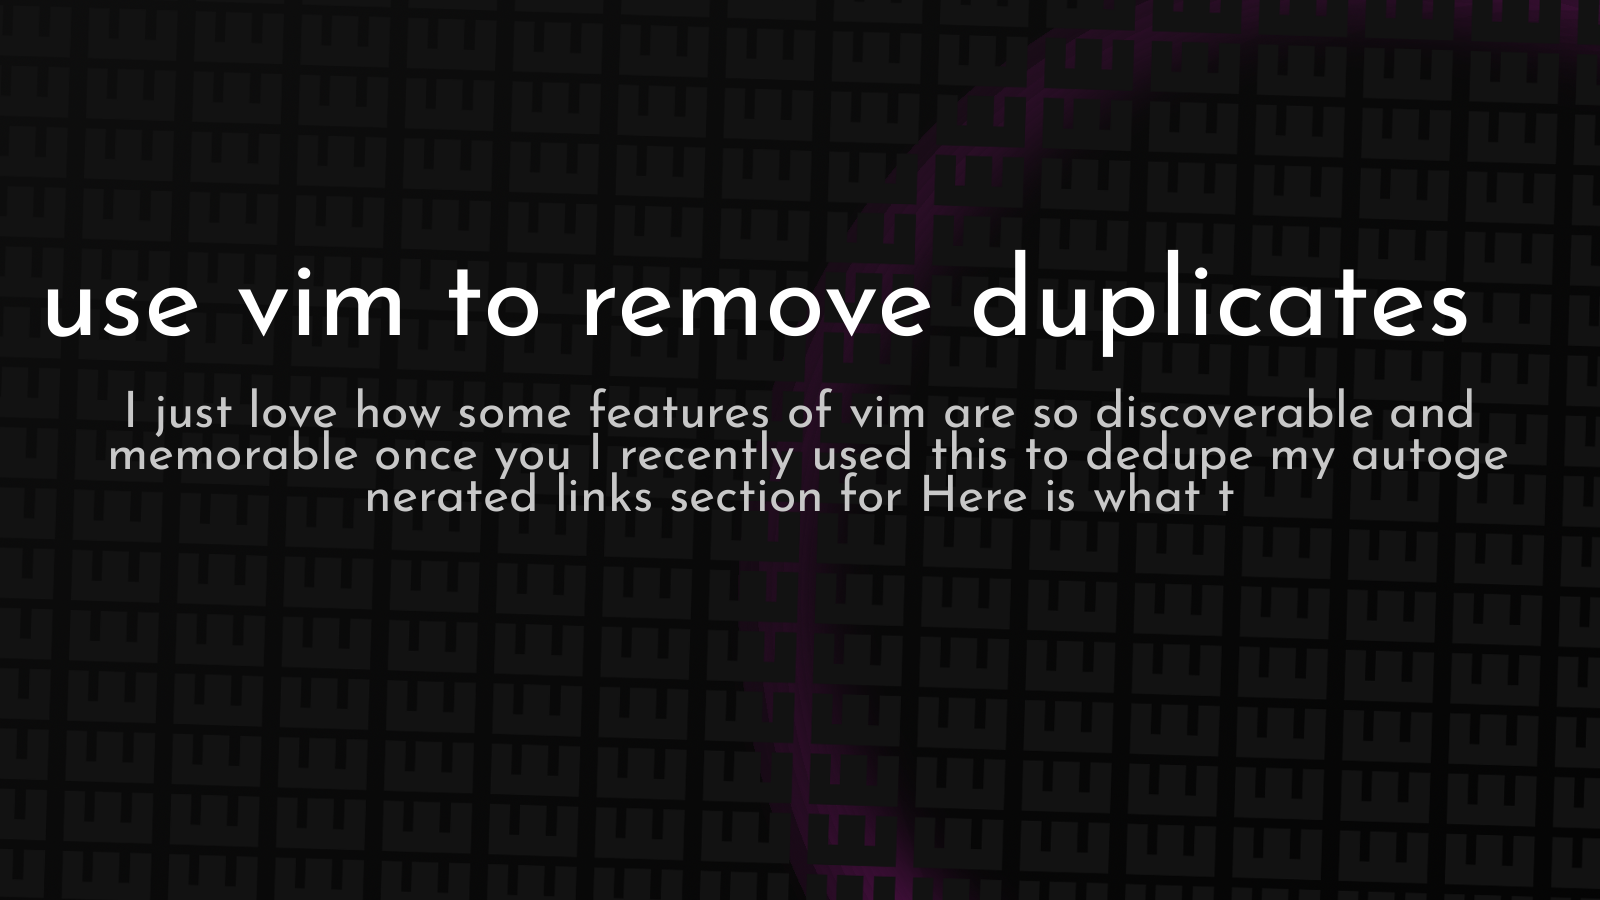 use vim to remove duplicates
I just love how some features of vim are so discoverable and
memorable once you I recently used this to dedupe my autoge
nerated links section for Here is what t